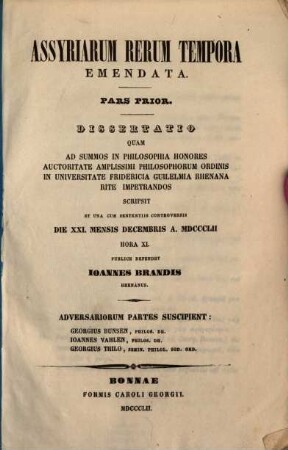 ASSYRIARUM RERUM TEMPORA
EMENDATA.
PARS PRIOR.
DISSERTATIO
QUAM
AD SUMMOS IN PHILOSOPHIA HONORES
AUCTORITATE AMPLISSIMI PHILOSOPHORUM ORDINIS
IN UNIVERSITATE FRIDERICIA GUILELMIA RHENANA
RITE IMPETRANDOS
SCRIPSIT
ET UNA CUM SENTENTIIS CONTROVERSIS
DIE XXI. MENSIS DECEMBRIS A. MDCCCLII
HORA XI.
PUBLICE DEFENDET
IOANNES BRANDIS
BERNANUS.
ADVERSARIORUM PARTES SUSCIPIENT:
GEORGIUS BUNSEN, PHILOS. DR.
IOANNES VAHLEN, PHILOS. DR.
GEORGIUS THILO, SEMIN. PHILOL. SOD. ORD.
BONNAE
FORMIS CAROLI GEORGII.
MDCCCLII.